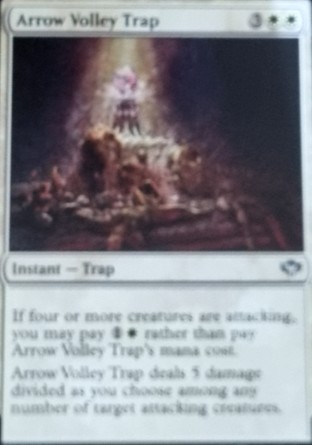 Arrow Volley Trap 3
Instant — Trap
If four or more creatures are attacking,
you may pay rather than pay
Arrow Volley Trap's mana cost.
Arrow Volley Trap deals 5 damage
divided as you choose among any
number of target attacking creatures.